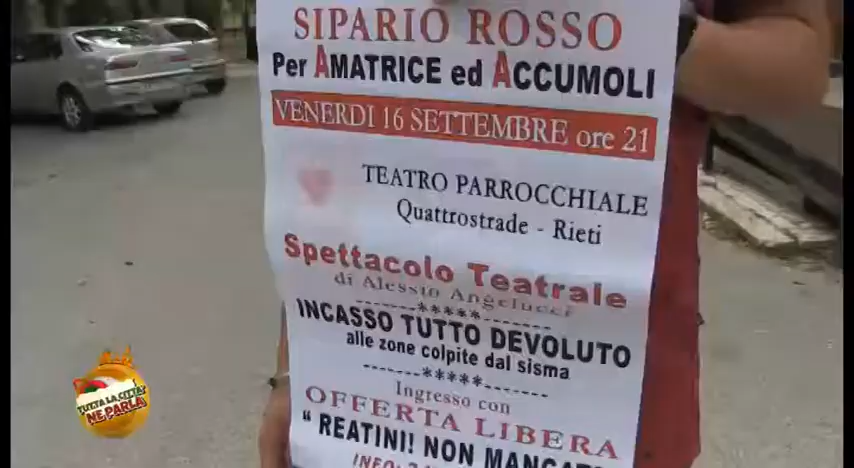 SIPARIO ROSSO
Per AMATRICE ed ACCUMOLI
VENERDI 16 SETTEMBRE ore 21
TEATRO PARROCCHIALE
Quattrostrade - Rieti
Spettacolo Teatrale
di Alessio Angelucci
-------*****-------
INCASSO TUTTO DEVOLUTO
alle zone colpite dal sisma
-------*****-------
Ingresso con
OFFERTA LIBERA
"REATINI! NON
TUTTA LA CITTA'
NE PARLA!